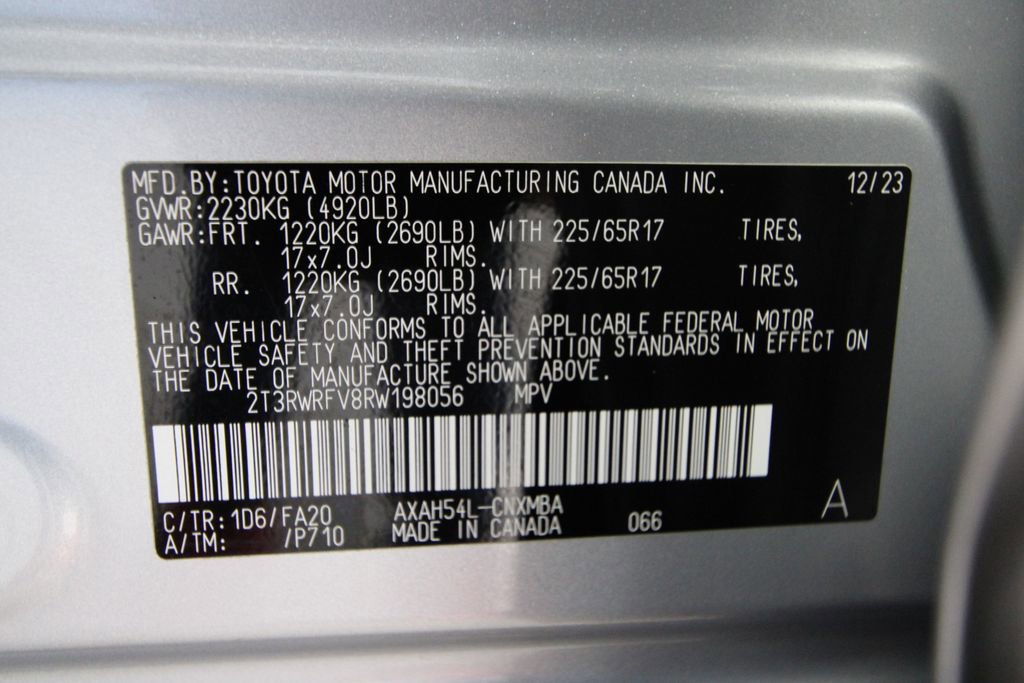 MFD.BY:TOYOTA MOTOR MANUFACTURING CANADA INC. 12/23
GVWR:2230KG (4920LB)
GAWR:FRT. 1220KG (2690LB) WITH 225/65R17 TIRES,
17x7.0J RIMS.
RR. 1220KG (2690LB) WITH 225/65R17 TIRES,
17x7.0J RIMS.
THIS VEHICLE CONFORMS TO ALL APPLICABLE FEDERAL MOTOR
VEHICLE SAFETY AND THEFT PREVENTION STANDARDS IN EFFECT ON
THE DATE OF MANUFACTURE SHOWN ABOVE.
2T3RWRFV8RW198056 MPV
C/TR:1D6/FA20 AXAH54L-CNXMBA
A/TM: /P710 MADE IN CANADA 066 A